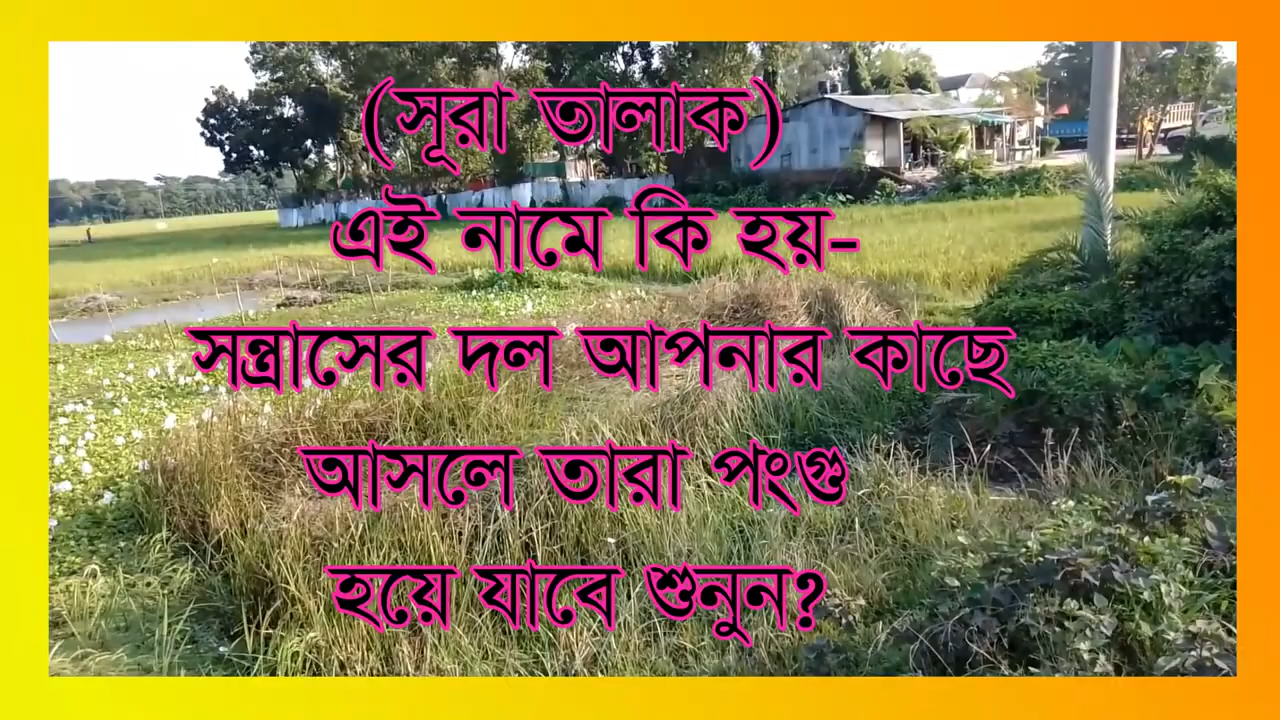 (সূরা তালাক)
এই নামে কি হয়-
সন্ত্রাসের দল আপনার কাছে
আসলে তারা পংগু
হয়ে যাবে শুনুন?